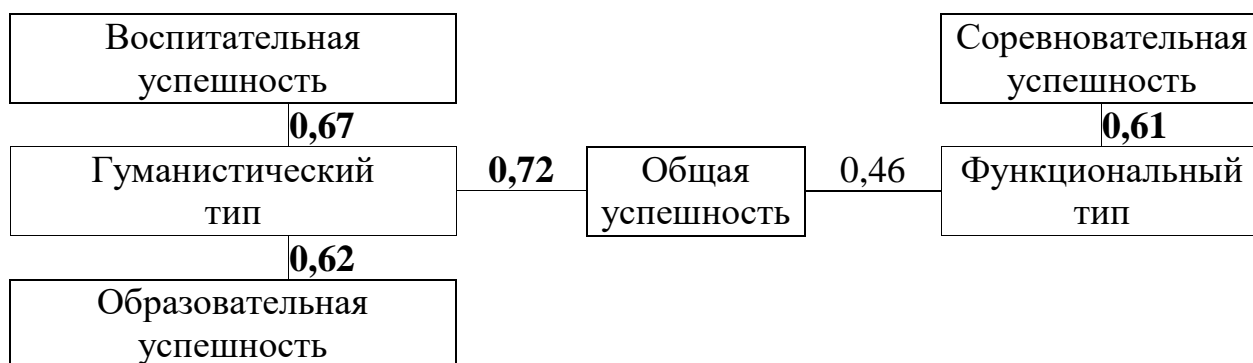 Воспитательная
успешность
Соревновательная
успешность
0,67
0,61
Гуманистический
тип
0,72
Общая
успешность
0,46
Функциональный
тип
0,62
Образовательная
успешность